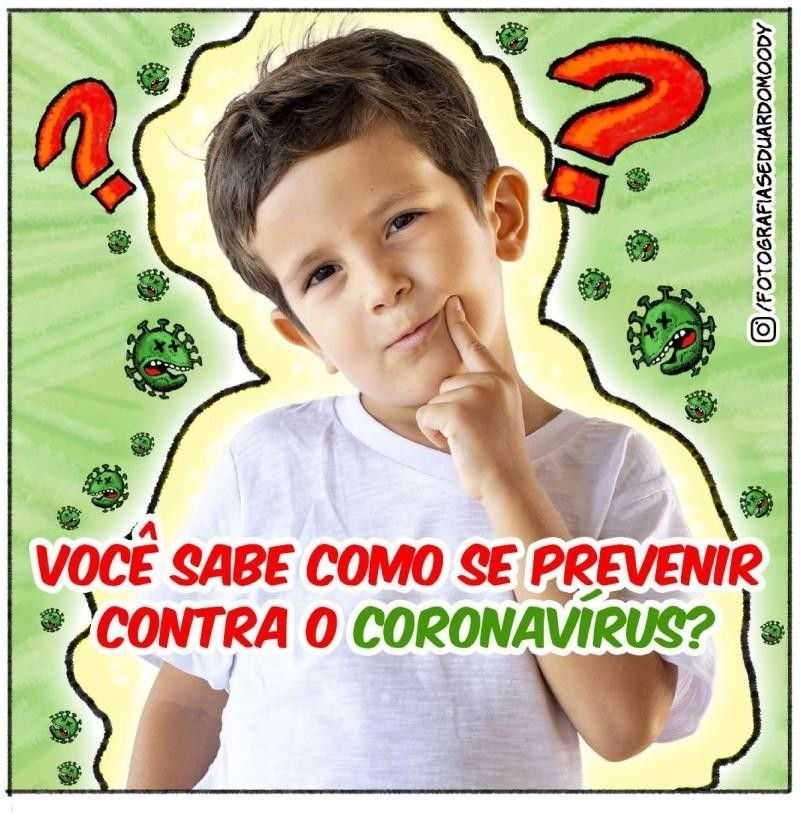 /FOTOGRAFIASEDUARDOMOODY
VOCÊ SABE COMO SE PREVENIR
CONTRA O CORONAVÍRUS?